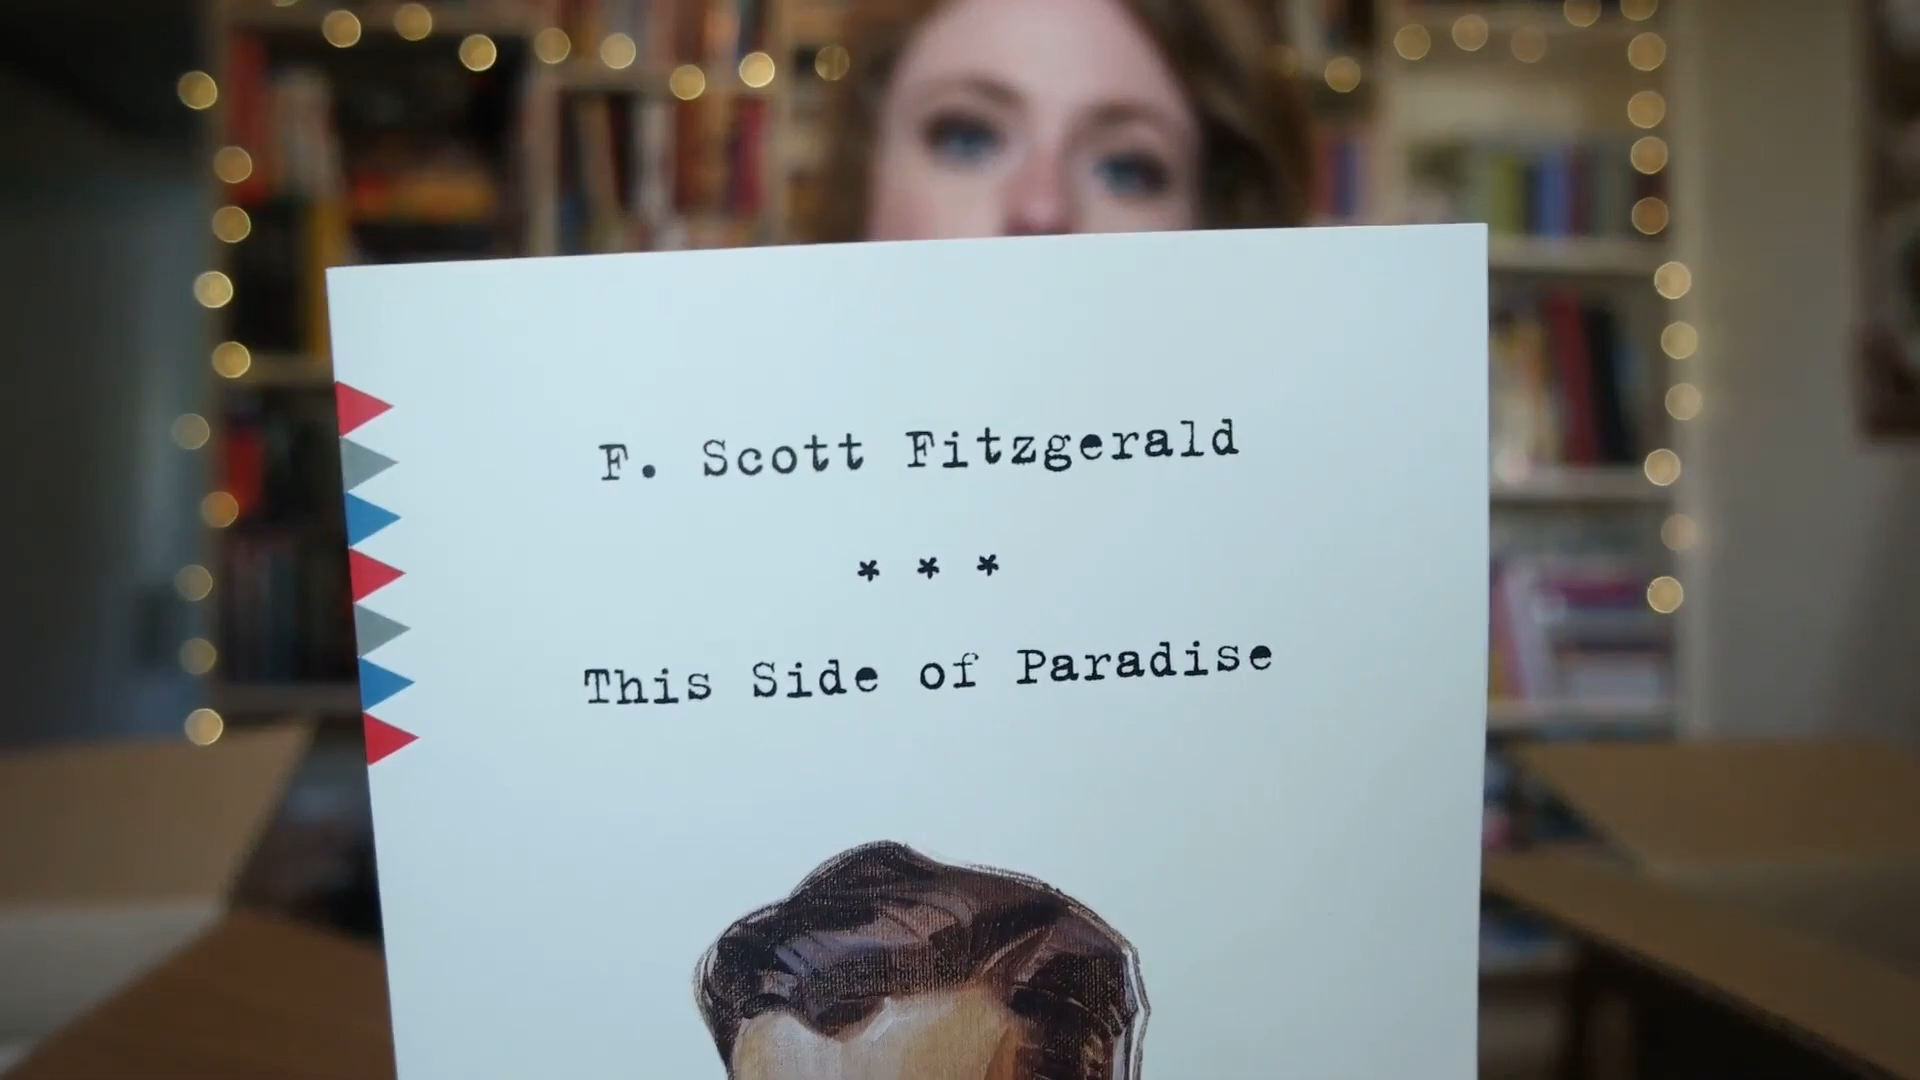 F. Scott Fitzgerald
* * *
This Side of Paradise